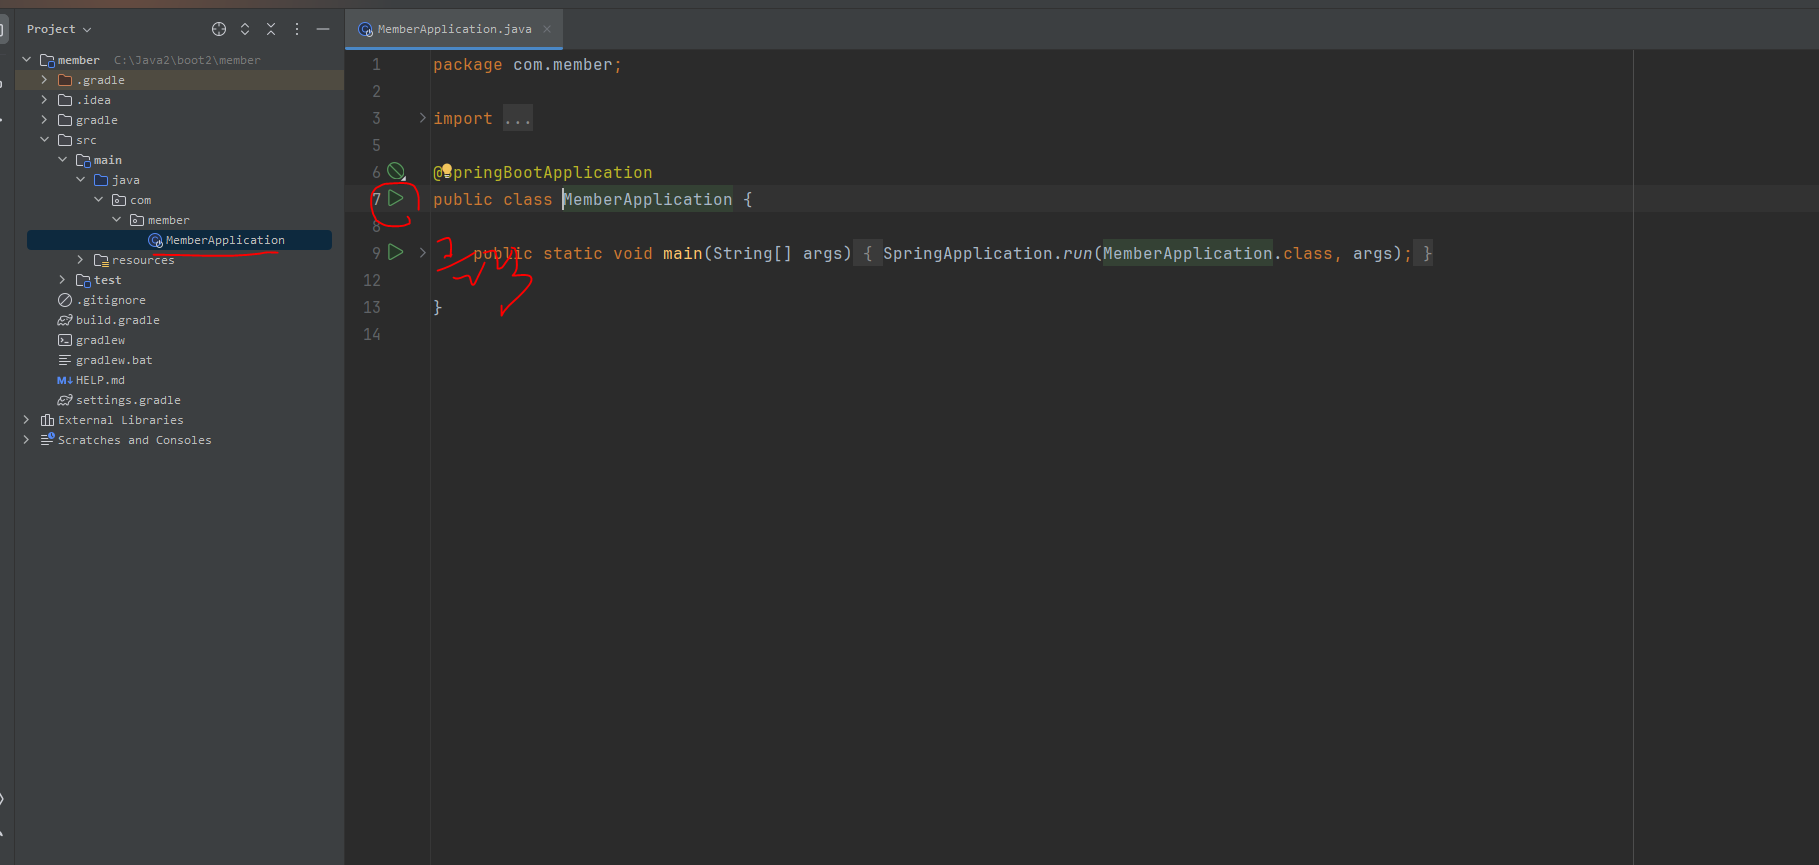 Project
MemberApplication.java
member C:\Java2\boot2\member
.gradle
.idea
gradle
src
main
java
com
member
MemberApplication
resources
test
.gitignore
build.gradle
gradlew
gradlew.bat
M↓ HELP.md
settings.gradle
External Libraries
Scratches and Consoles
1 package com.member;
2
3 import ...
5
6 @SpringBootApplication
7 public class MemberApplication {
8
9 public static void main(String[] args) { SpringApplication.run(MemberApplication.class, args); }
12
13 }
14